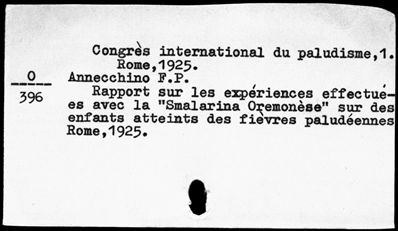 Congrès international du paludisme,1.
Rome,1925.
O
396
Annecchino F.P.
Rapport sur les expériences effectué-
es avec la "Smalarina Oremonèse" sur des
enfants atteints des fièvres paludéennes
Rome,1925.